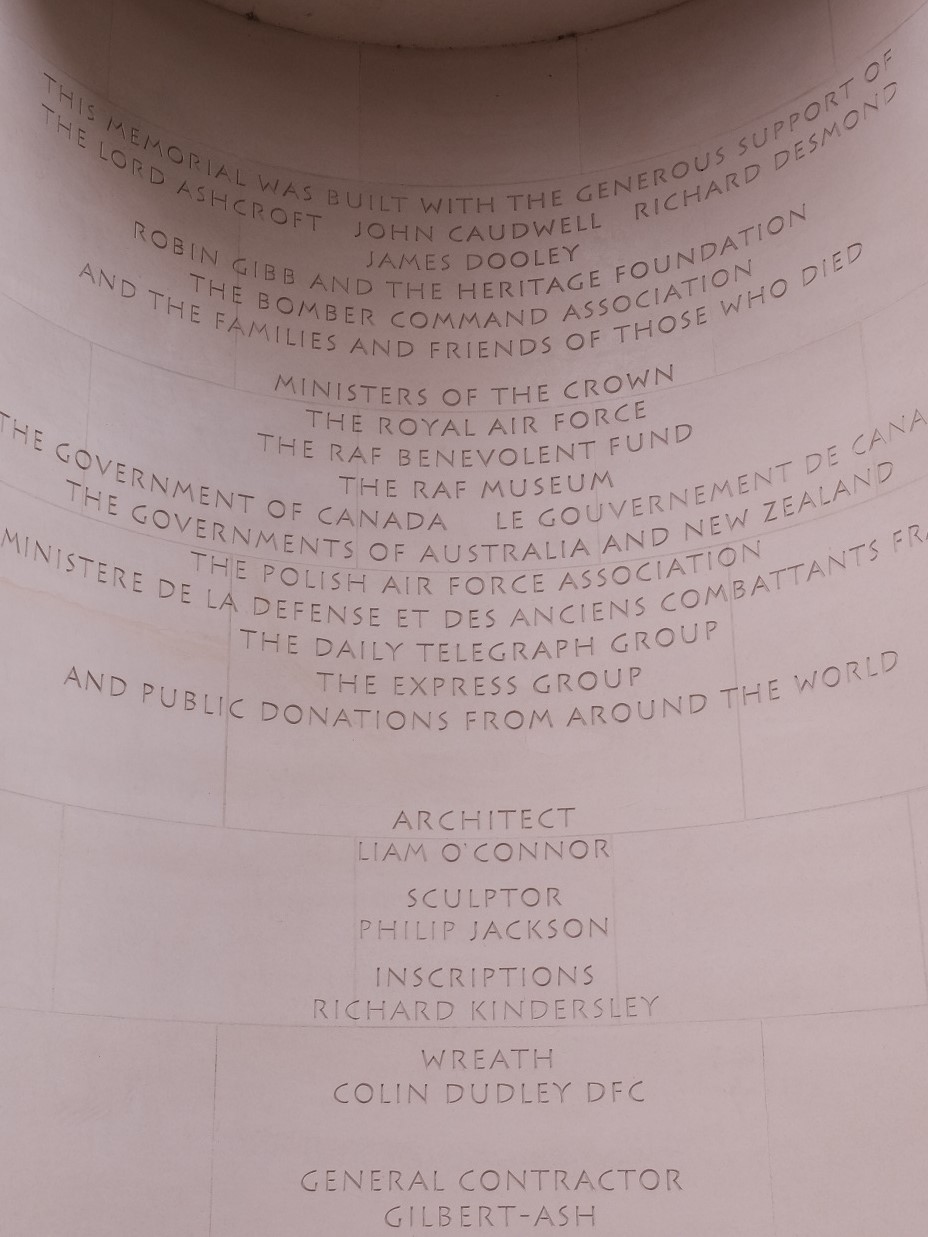 THIS MEMORIAL WAS BUILT WITH THE GENEROUS SUPPORT OF
THE LORD ASHCROFT JOHN CAUDWELL RICHARD DESMOND
JAMES DOOLEY
ROBIN GIBB AND THE HERITAGE FOUNDATION
THE BOMBER COMMAND ASSOCIATION
AND THE FAMILIES AND FRIENDS OF THOSE WHO DIED
MINISTERS OF THE CROWN
THE ROYAL AIR FORCE
THE RAF BENEVOLENT FUND
THE RAF MUSEUM
THE GOVERNMENT OF CANADA LE GOUVERNEMENT DE CANA
THE GOVERNMENTS OF AUSTRALIA AND NEW ZEALAND
THE POLISH AIR FORCE ASSOCIATION
MINISTERE DE LA DEFENSE ET DES ANCIENS COMBATTANTS FRA
THE DAILY TELEGRAPH GROUP
THE EXPRESS GROUP
AND PUBLIC DONATIONS FROM AROUND THE WORLD
ARCHITECT
LIAM O'CONNOR
SCULPTOR
PHILIP JACKSON
INSCRIPTIONS
RICHARD KINDERSLEY
WREATH
COLIN DUDLEY DFC
GENERAL CONTRACTOR
GILBERT-ASH